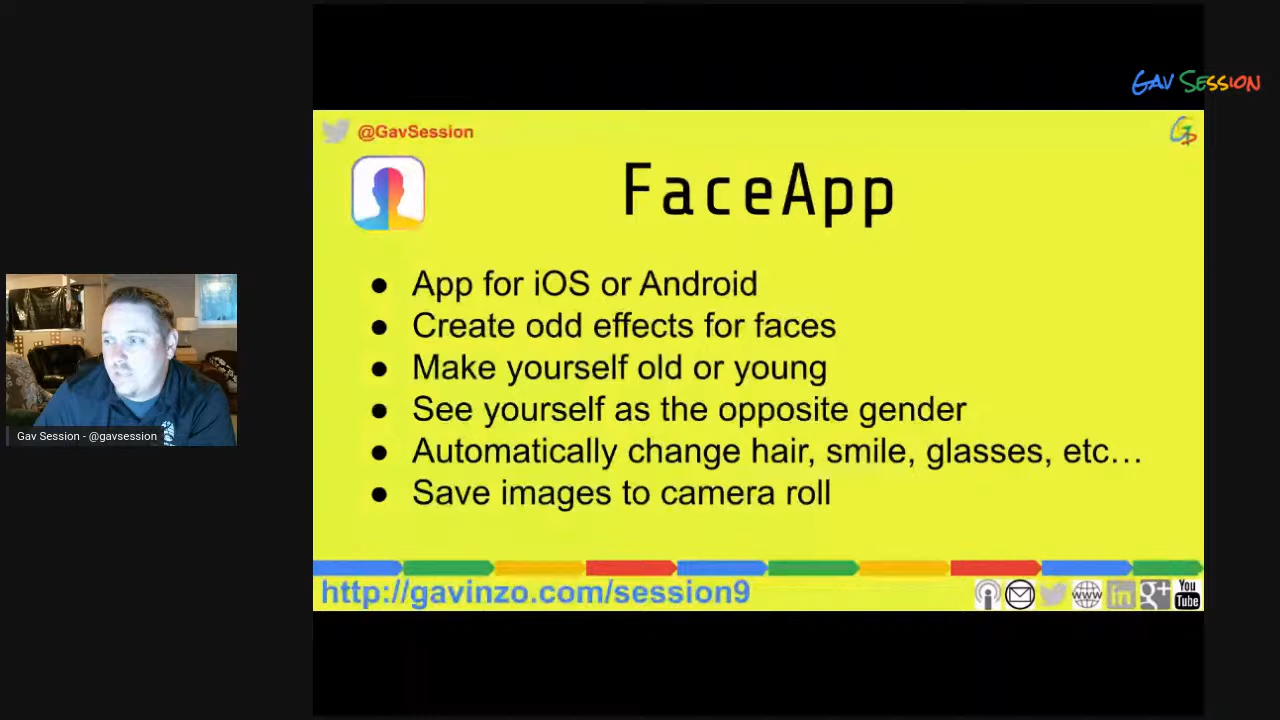 GAV SESSION
@GavSession
FaceApp
● App for iOS or Android
● Create odd effects for faces
● Make yourself old or young
● See yourself as the opposite gender
● Automatically change hair, smile, glasses, etc…
● Save images to camera roll
Gav Session - @gavsession
http://gavinzo.com/session9
www
in
g+
You
Tube